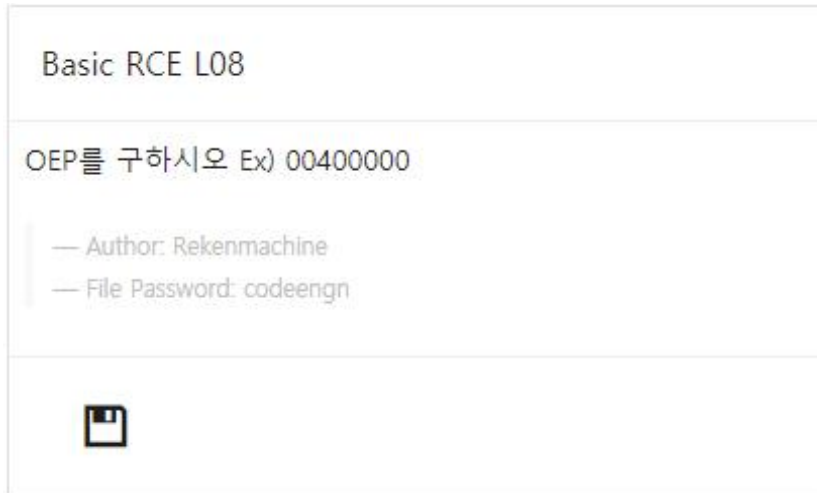 Basic RCE L08
OEP를 구하시오 Ex) 00400000
— Author: Rekenmachine
— File Password: codeengn